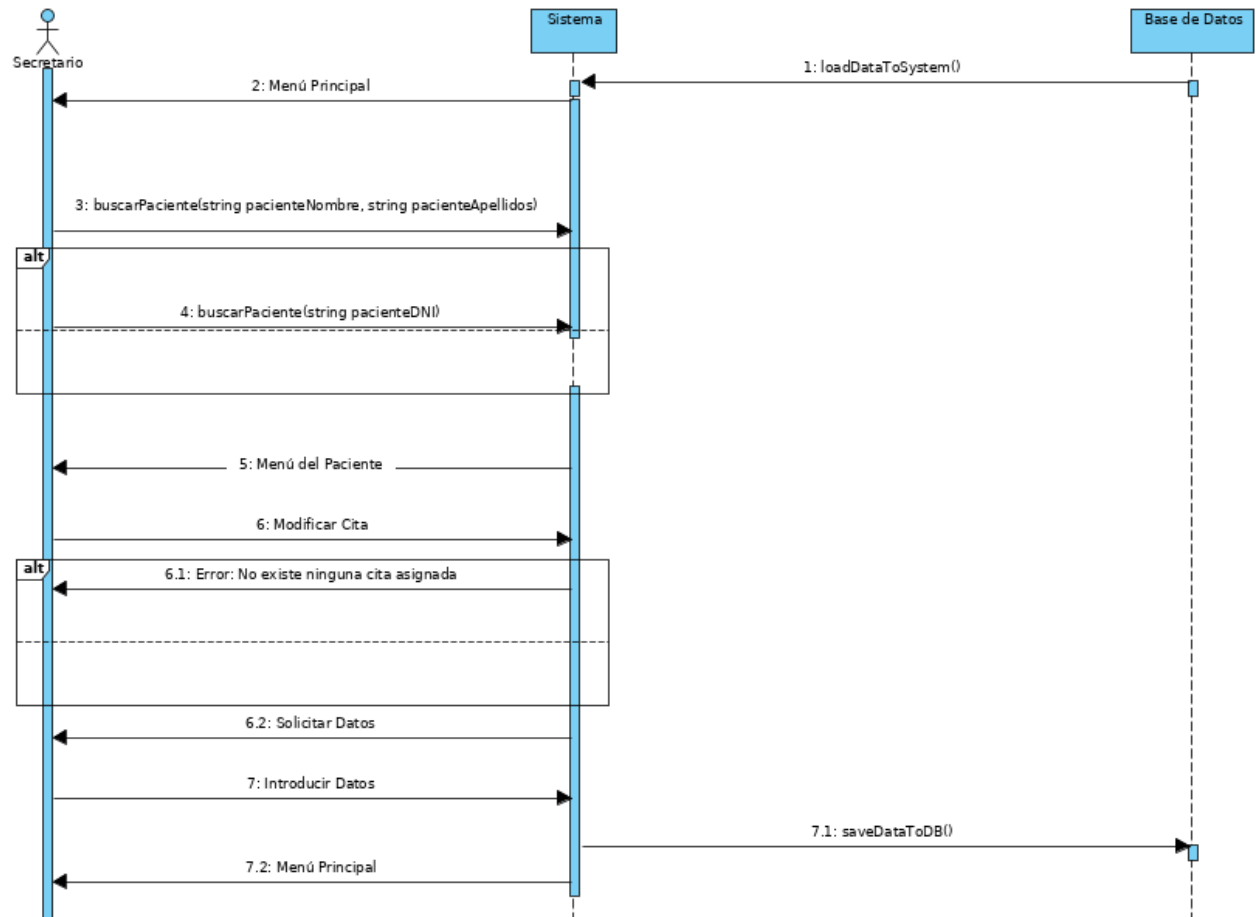 Secretario
Sistema
Base de Datos
1: loadDataToSystem()
2: Menú Principal
3: buscarPaciente(string pacienteNombre, string pacienteApellidos)
alt
4: buscarPaciente(string pacienteDNI)
5: Menú del Paciente
6: Modificar Cita
alt
6.1: Error: No existe ninguna cita asignada
6.2: Solicitar Datos
7: Introducir Datos
7.1: saveDataToDB()
7.2: Menú Principal